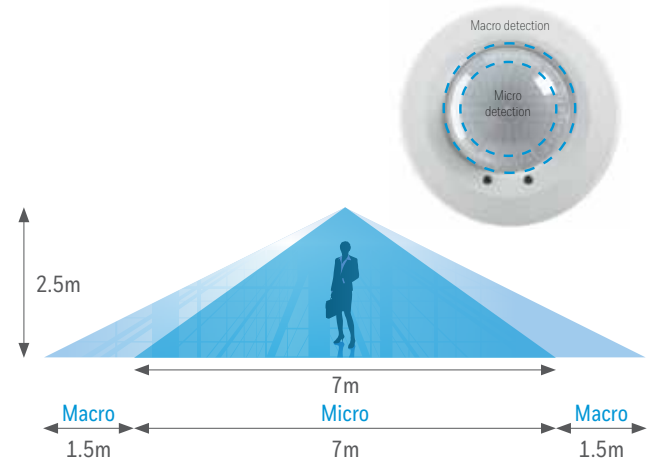 Macro detection
Micro
detection
2.5m
7m
Macro
Micro
Macro
1.5m
7m
1.5m